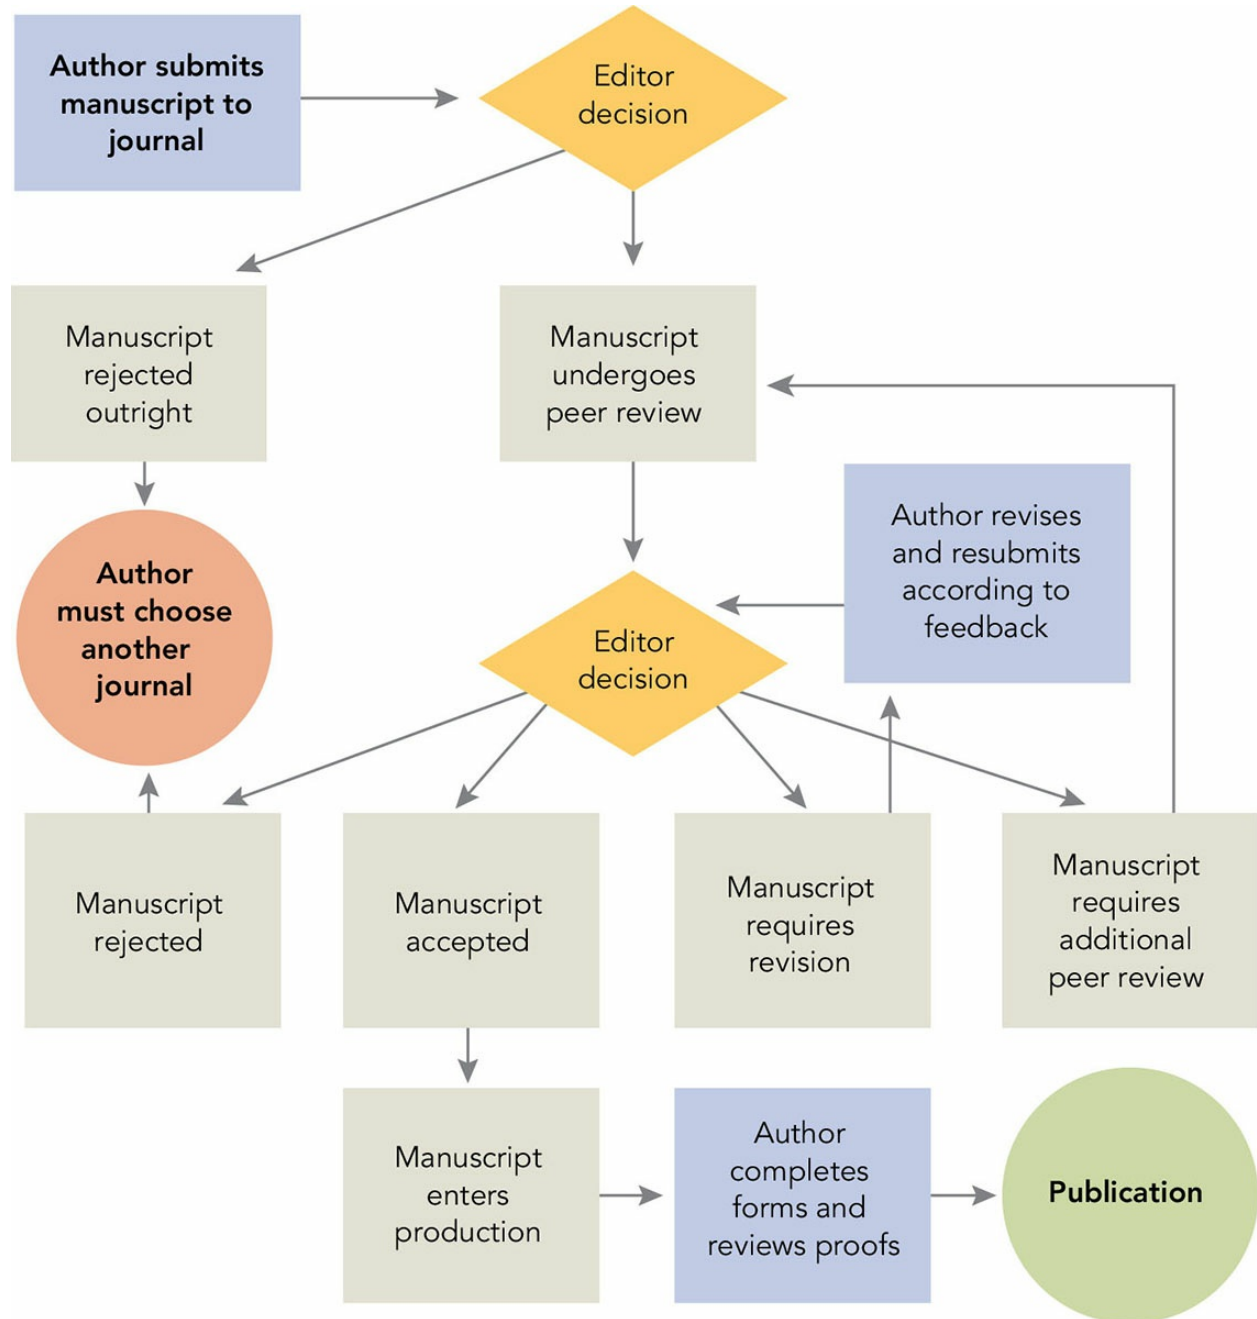 Author submits
manuscript to
journal
Editor
decision
Manuscript
rejected
outright
Manuscript
undergoes
peer review
Author
must choose
another
journal
Author revises
and resubmits
according to
feedback
Editor
decision
Manuscript
rejected
Manuscript
accepted
Manuscript
requires
revision
Manuscript
requires
additional
peer review
Manuscript
enters
production
Author
completes
forms and
reviews proofs
Publication